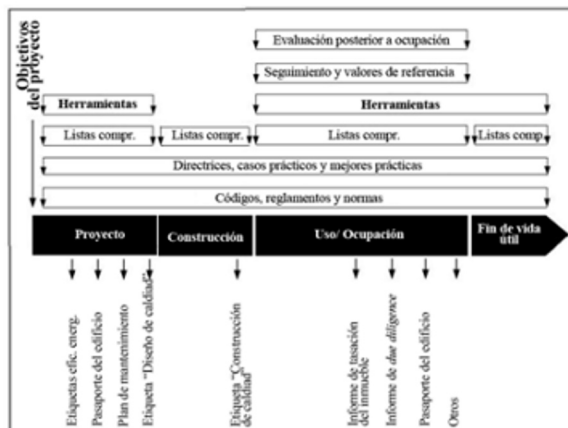 Objetivos
del proyecto
Evaluación posterior a ocupación
Seguimiento y valores de referencia
Herramientas
Herramientas
Listas compr.
Listas compr.
Listas compr.
Listas comp.
Directrices, casos prácticos y mejores prácticas
Códigos, reglamentos y normas
Proyecto
Construcción
Uso/ Ocupación
Fin de vida
útil
Etiquetas efic. energ.
Pasaporte del edificio
Plan de mantenimiento
Etiqueta “Diseño de caldiad”
Etiqueta “Construcción
de caldiad”
Informe de tasación
del inmueble
Informe de due diligence
Pasaporte del edificio
Otros